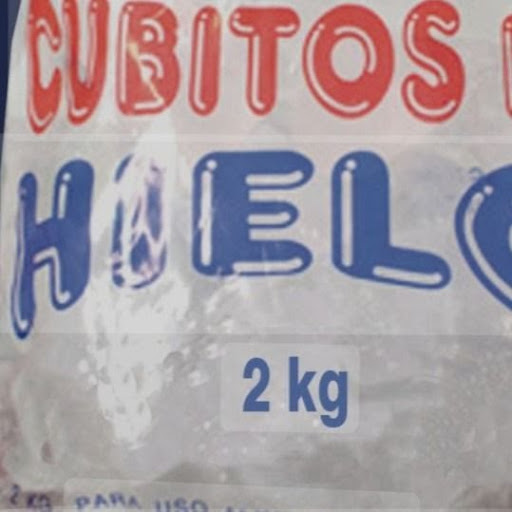 CUBITOS
HIELO
2 kg
2 KG PARA USO